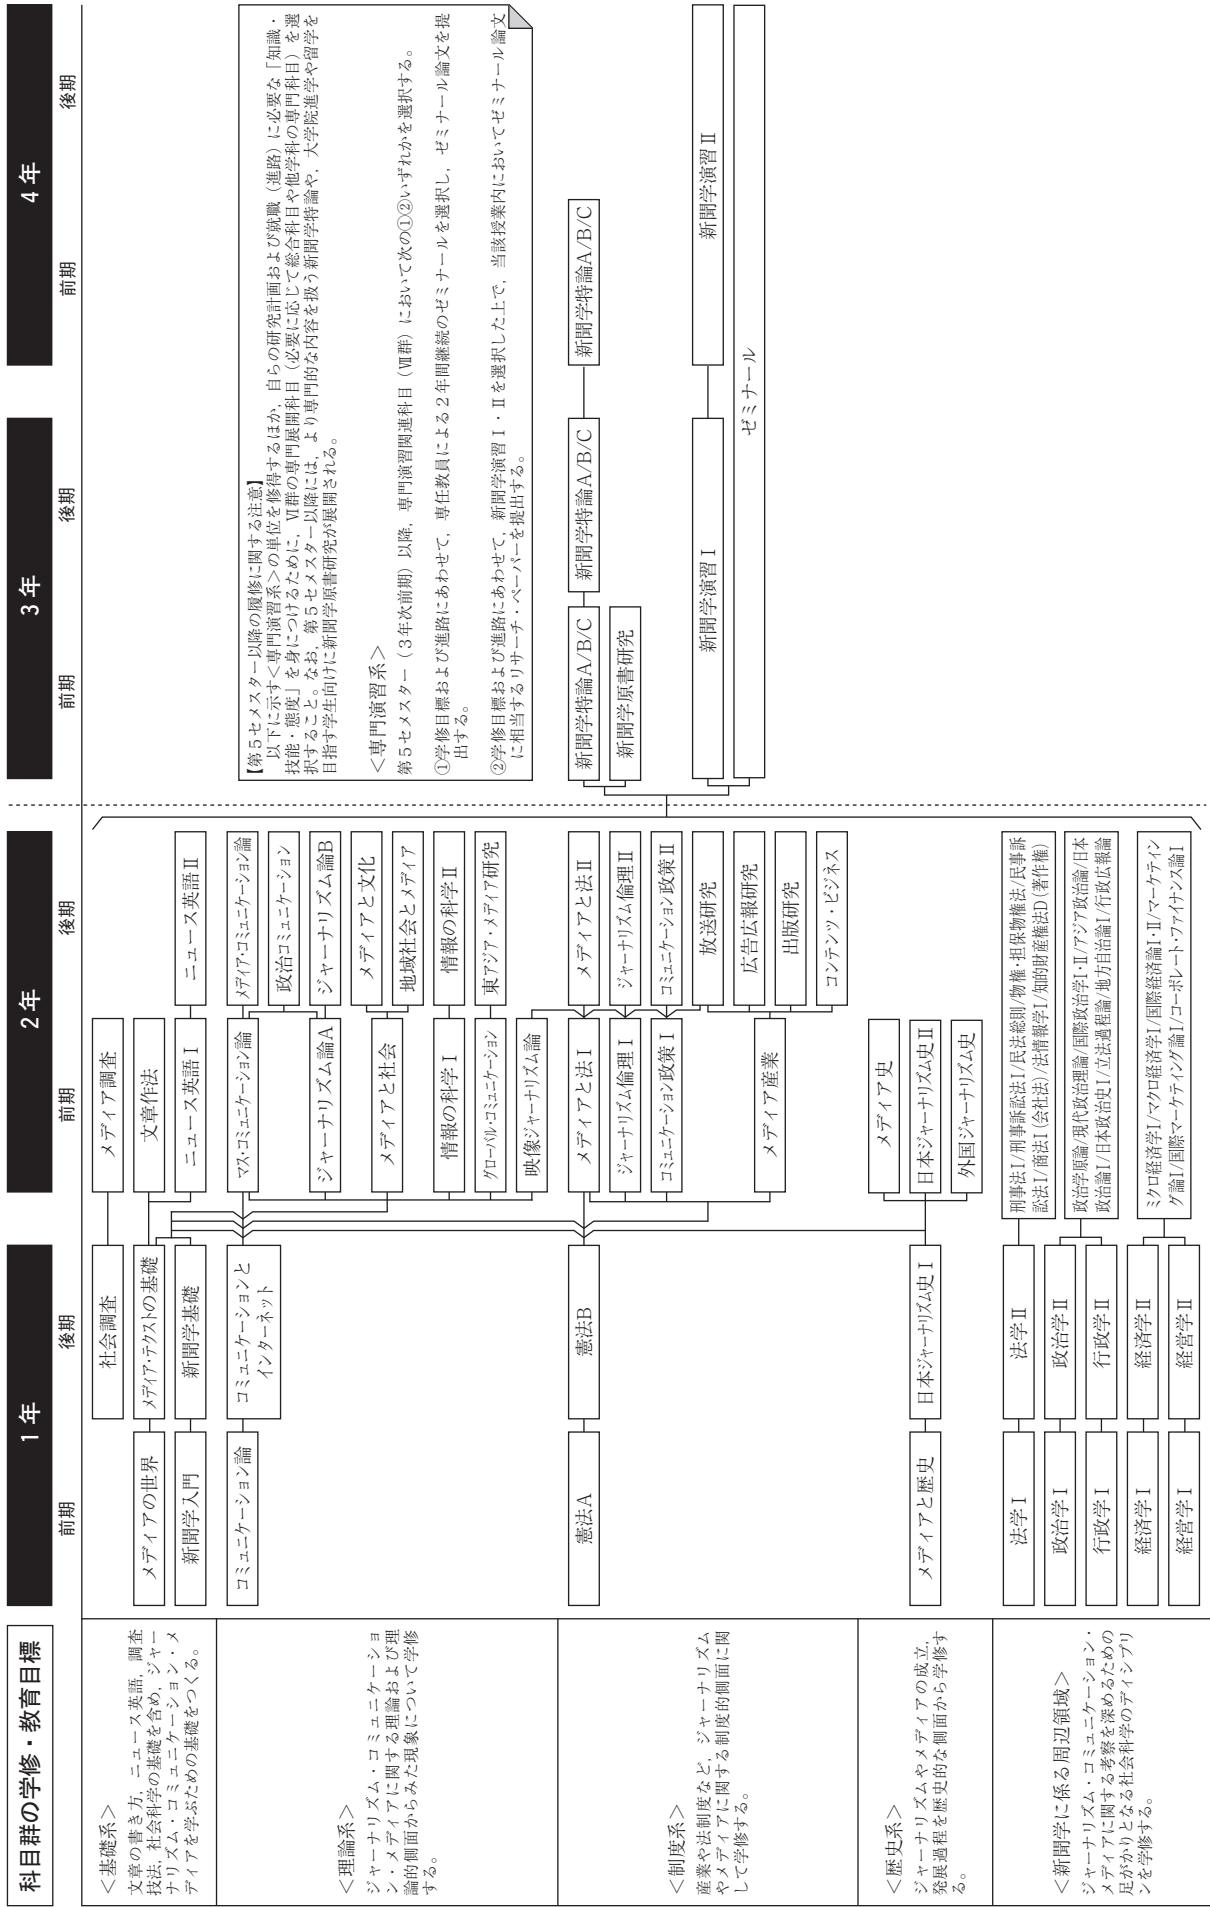 科目群の学修・教育目標
1年
2年
3年
4年
前期
後期
前期
後期
前期
後期
前期
後期
＜基礎系＞
文章の書き方，ニュース英語，調査
技法，社会科学の基礎を含め，ジャー
ナリズム・コミュニケーション・メ
ディアを学ぶための基礎をつくる。
社会調査
メディア調査
メディアの世界
メディア・テクストの基礎
文章作法
新聞学入門
新聞学基礎
ニュース英語Ⅰ
ニュース英語Ⅱ
＜理論系＞
ジャーナリズム・コミュニケーショ
ン・メディアに関する理論および理
論的側面からみた現象について学修
する。
コミュニケーション論
コミュニケーションと
インターネット
マス・コミュニケーション論
メディア・コミュニケーション論
政治コミュニケーション
ジャーナリズム論A
ジャーナリズム論B
メディアと社会
メディアと文化
地域社会とメディア
情報の科学Ⅰ
情報の科学Ⅱ
グローバル・コミュニケーション
東アジア・メディア研究
映像ジャーナリズム論
＜制度系＞
産業や法制度など，ジャーナリズム
やメディアに関する制度的側面に関
して学修する。
憲法A
憲法B
メディアと法Ⅰ
メディアと法Ⅱ
ジャーナリズム倫理Ⅰ
ジャーナリズム倫理Ⅱ
コミュニケーション政策Ⅰ
コミュニケーション政策Ⅱ
放送研究
メディア産業
広告広報研究
出版研究
コンテンツ・ビジネス
＜歴史系＞
ジャーナリズムやメディアの成立，
発展過程を歴史的な側面から学修す
る。
メディアと歴史
日本ジャーナリズム史Ⅰ
メディア史
日本ジャーナリズム史Ⅱ
外国ジャーナリズム史
＜新聞学に係る周辺領域＞
ジャーナリズム・コミュニケーション・
メディアに関する考察を深めるための
足がかりとなる社会科学のディシプリ
ンを学修する。
法学Ⅰ
法学Ⅱ
刑事法Ⅰ/刑事訴訟法Ⅰ/民法総則/物権・担保物権法/民事訴
訟法Ⅰ/商法Ⅰ(会社法)/法情報学Ⅰ/知的財産権法D(著作権)
政治学Ⅰ
政治学Ⅱ
行政学Ⅰ
行政学Ⅱ
政治学原論/現代政治理論/国際政治学Ⅰ・Ⅱ/アジア政治論/日本
政治論Ⅰ/日本政治史Ⅰ/立法過程論/地方自治論Ⅰ/行政広報論
経済学Ⅰ
経済学Ⅱ
経営学Ⅰ
経営学Ⅱ
ミクロ経済学Ⅰ/マクロ経済学Ⅰ/国際経済論Ⅰ・Ⅱ/マーケティン
グ論Ⅰ/国際マーケティング論Ⅰ/コーポレート・ファイナンス論Ⅰ
【第５セメスター以降の履修に関する注意】
以下に示す＜専門演習系＞の単位を修得するほか，自らの研究計画および就職（進路）に必要な「知識・
技能・態度」を身につけるために，Ⅵ群の専門展開科目（必要に応じて総合科目や他学科の専門科目）を選
択すること。なお，第５セメスター以降には，より専門的な内容を扱う新聞学特論や，大学院進学や留学を
目指す学生向けに新聞学原書研究が展開される。
＜専門演習系＞
第５セメスター（３年次前期）以降，専門演習関連科目（Ⅶ群）において次の①②いずれかを選択する。
①学修目標および進路にあわせて，専任教員による２年間継続のゼミナールを選択し，ゼミナール論文を提
出する。
②学修目標および進路にあわせて，新聞学演習Ⅰ・Ⅱを選択した上で，当該授業内においてゼミナール論文
に相当するリサーチ・ペーパーを提出する。
新聞学特論A/B/C
新聞学特論A/B/C
新聞学特論A/B/C
新聞学原書研究
新聞学演習Ⅰ
新聞学演習Ⅱ
ゼミナール